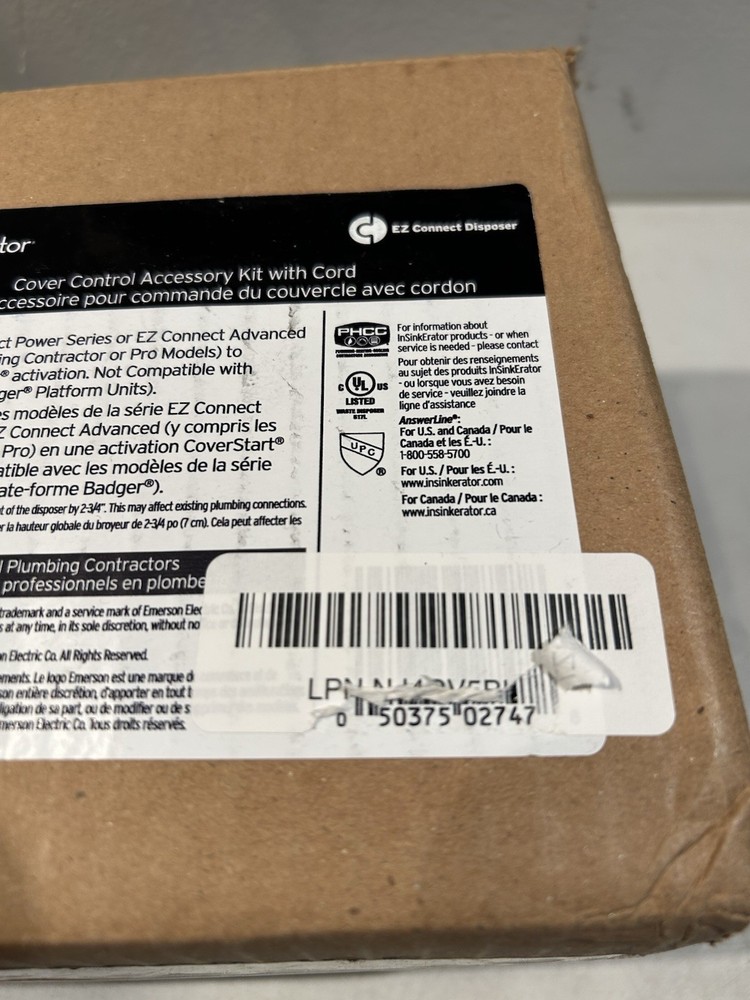 tor
EZ Connect Disposer
Cover Control Accessory Kit with Cord
ccessoire pour commande du couvercle avec cordon
ct Power Series or EZ Connect Advanced
ing Contractor or Pro Models) to
® activation. Not Compatible with
ger® Platform Units).
es modèles de la série EZ Connect
Z Connect Advanced (y compris les
Pro) en une activation CoverStart®
atible avec les modèles de la série
ate-forme Badger®).
t of the disposer by 2-3/4". This may affect existing plumbing connections.
r la hauteur globale du broyeur de 2-3/4 po (7 cm). Cela peut affecter les
PHCC
C UL US
LISTED
WASTE DISPOSER
UPC ®
For information about
InSinkErator products - or when
service is needed - please contact
Pour obtenir des renseignements
au sujet des produits InSinkErator
- ou lorsque vous avez besoin
de service - veuillez joindre la
ligne d'assistance
AnswerLine®:
For U.S. and Canada / Pour le
Canada et les É.-U. :
1-800-558-5700
For U.S. / Pour les É.-U. :
www.insinkerator.com
For Canada / Pour le Canada :
www.insinkerator.ca
l Plumbing Contractors
professionnels en plombe
trademark and a service mark of Emerson Elec
s at any time, in its sole discretion, without no
n Electric Co. All Rights Reserved.
ments. Le logo Emerson est une marque d
son entière discrétion, d'apporter en tout t
ligation de sa part, ou de modifier ou de s
merson Electric Co. Tous droits réservés.
LPN
0 50375 02747